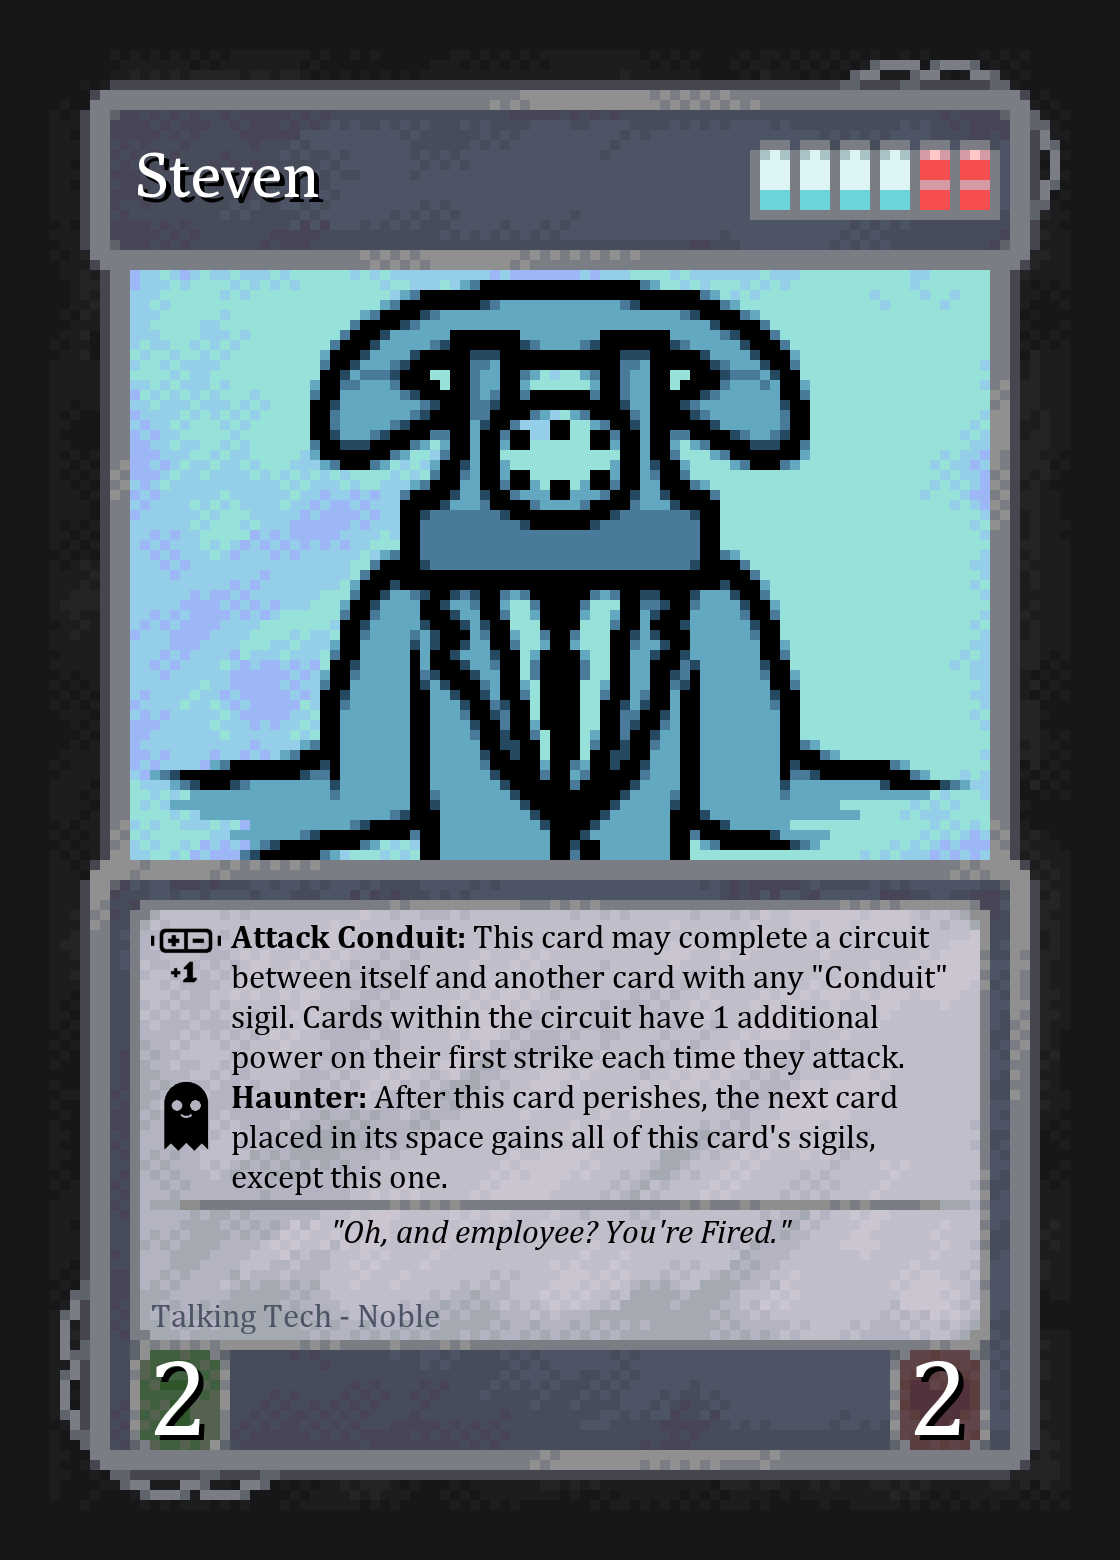 Steven
Attack Conduit: This card may complete a circuit
between itself and another card with any "Conduit"
sigil. Cards within the circuit have 1 additional
power on their first strike each time they attack.
+1
Haunter: After this card perishes, the next card
placed in its space gains all of this card's sigils,
except this one.
"Oh, and employee? You're Fired."
Talking Tech - Noble
2 2